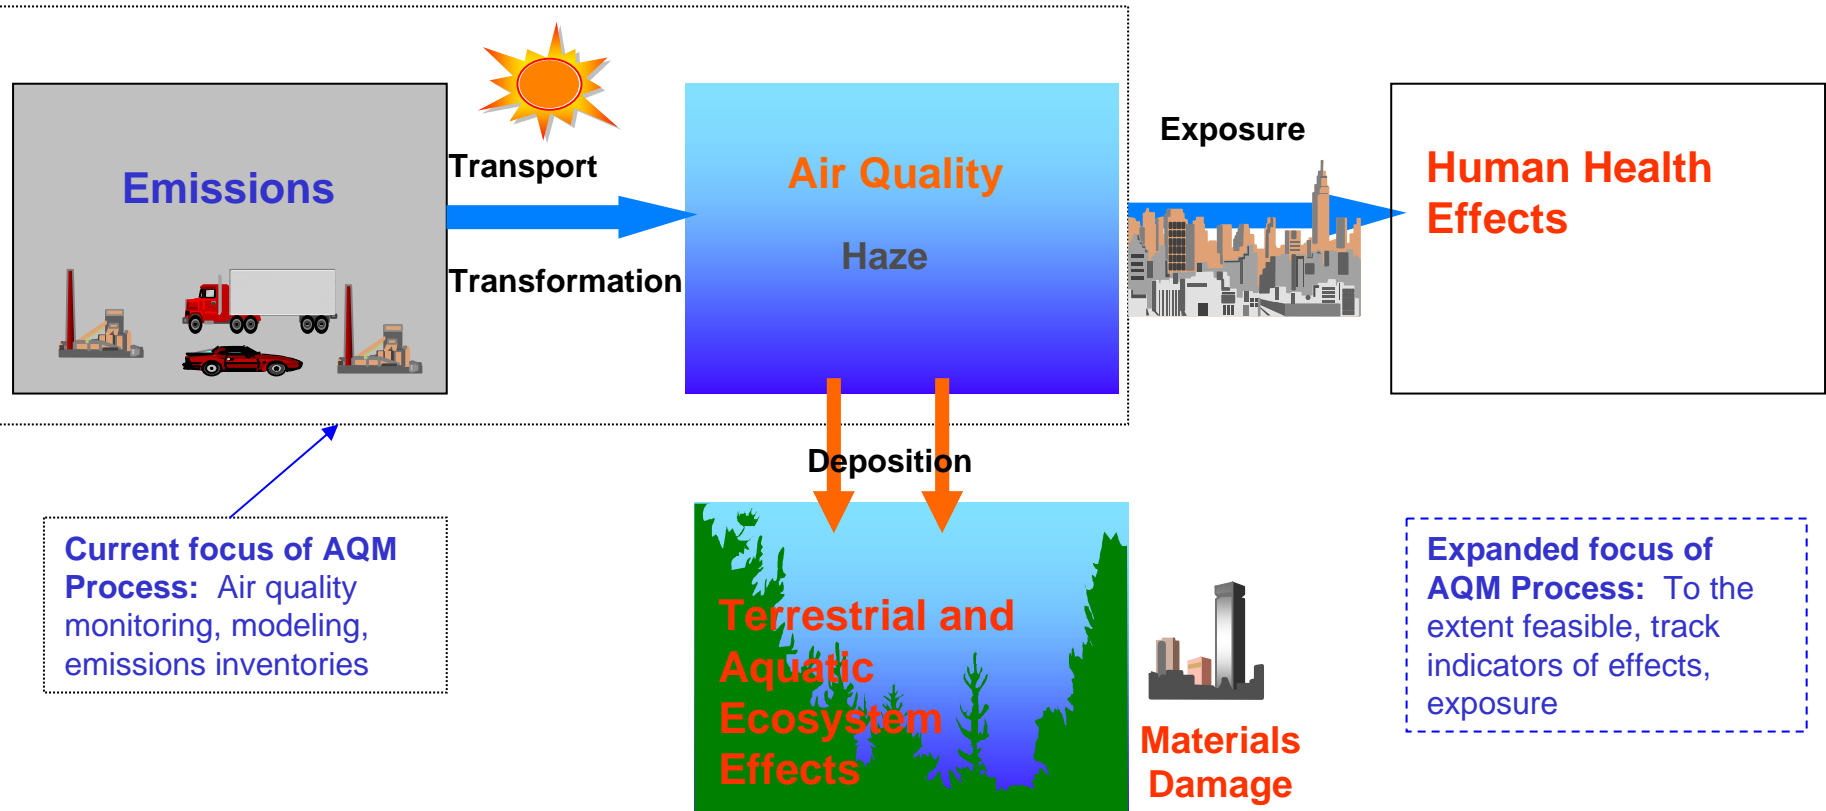 Emissions
Transport
Transformation
Air Quality
Haze
Exposure
Human Health
Effects
Deposition
Current focus of AQM
Process: Air quality
monitoring, modeling,
emissions inventories
Terrestrial and
Aquatic
Ecosystem
Effects
Materials
Damage
Expanded focus of
AQM Process: To the
extent feasible, track
indicators of effects,
exposure